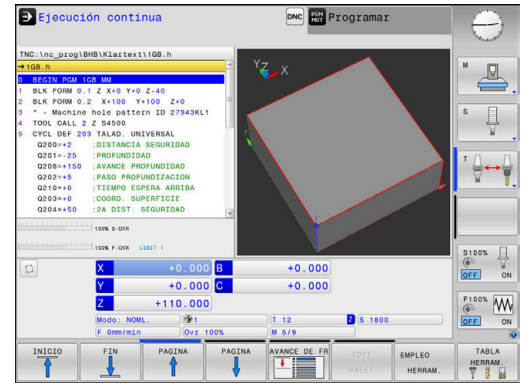 Ejecución continua
DNC
PGM MGT
Programar
TNC:\nc_prog\BHB\Klartext\1GB.h
→1GB.h
0 BEGIN PGM 1GB MM
1 BLK FORM 0.1 Z X+0 Y+0 Z-40
2 BLK FORM 0.2 X+100 Y+100 Z+0
3 * - Machine hole pattern ID 27943KL1
4 TOOL CALL 2 Z S4500
5 CYCL DEF 203 TALAD. UNIVERSAL
Q200=+2 ;DISTANCIA SEGURIDAD
Q201=-25 ;PROFUNDIDAD
Q206=+150 ;AVANCE PROFUNDIDAD
Q202=+5 ;PASO PROFUNDIZACION
Q210=+0 ;TIEMPO ESPERA ARRIBA
Q203=+0 ;COORD. SUPERFICIE
Q204=+50 ;2A DIST. SEGURIDAD
100% S-OVR
100% F-OVR LIMIT 1
Y Z X
X +0.000 B +0.000
Y +0.000 C +0.000
Z +110.000
Modo: NOML. 1 T 12 Z S 1800
F 0mm/min Ovr 100% M 5/9
M
S
T
S100%
OFF ON
F100%
OFF ON
INICIO
FIN
PAGINA
PAGINA
AVANCE DE FR
EDIT PALET
EMPLEO HERRAM.
TABLA HERRAM.